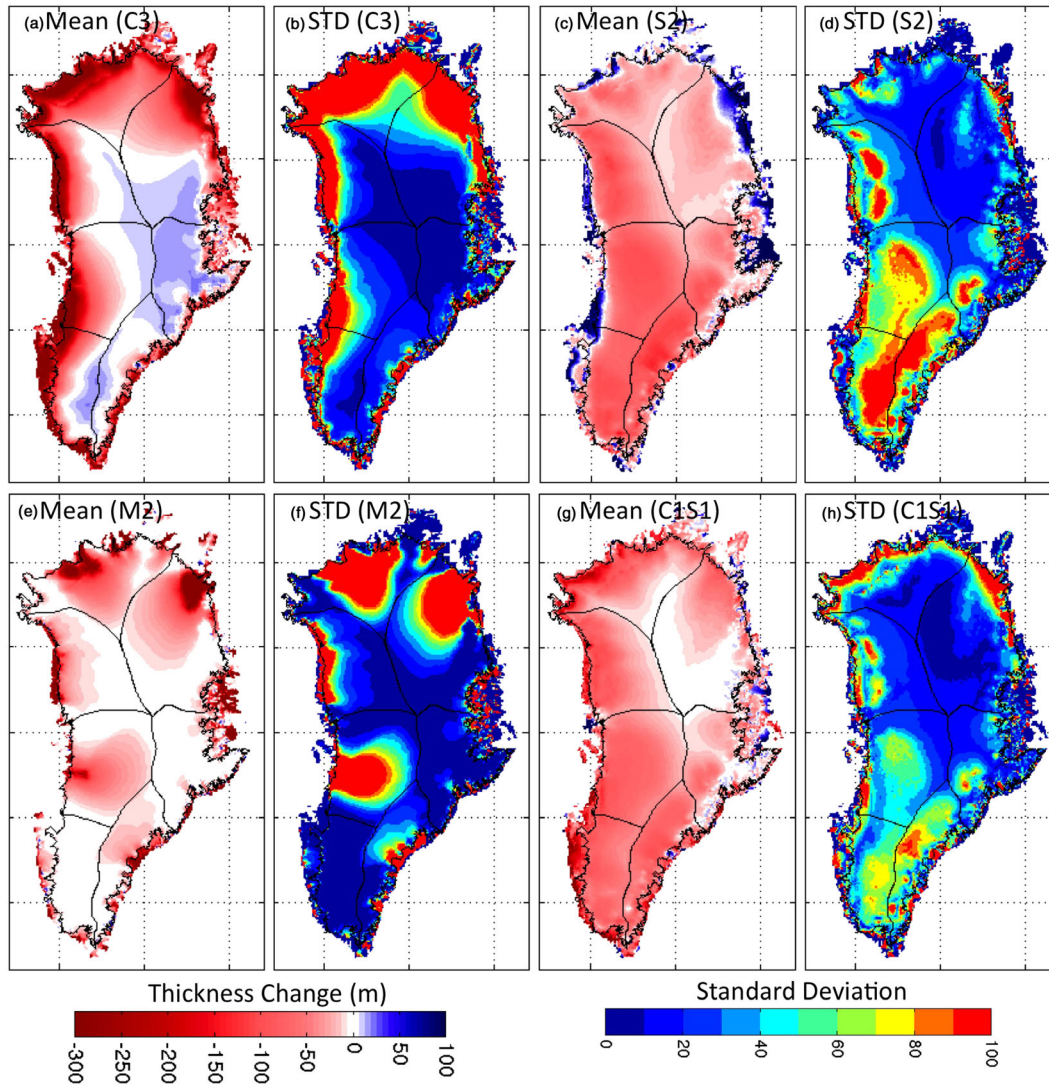 (a) Mean (C3)
(b) STD (C3)
(c) Mean (S2)
(d) STD (S2)
(e) Mean (M2)
(f) STD (M2)
(g) Mean (C1S1)
(h) STD (C1S1)
Thickness Change (m)
-300 -250 -200 -150 -100 -50 0 50 100
Standard Deviation
0 20 40 60 80 100